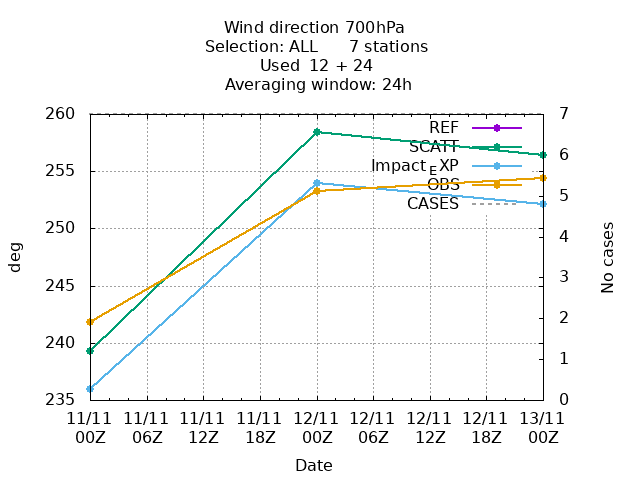 Wind direction 700hPa
Selection: ALL 7 stations
Used 12 + 24
Averaging window: 24h
260
255
250
245
240
235
deg
7
6
5
4
3
2
1
0
No cases
REF
SCATT
Impact_EXP
OBS
CASES
11/11 11/11 11/11 11/11 12/11 12/11 12/11 12/11 13/11
00Z 06Z 12Z 18Z 00Z 06Z 12Z 18Z 00Z
Date